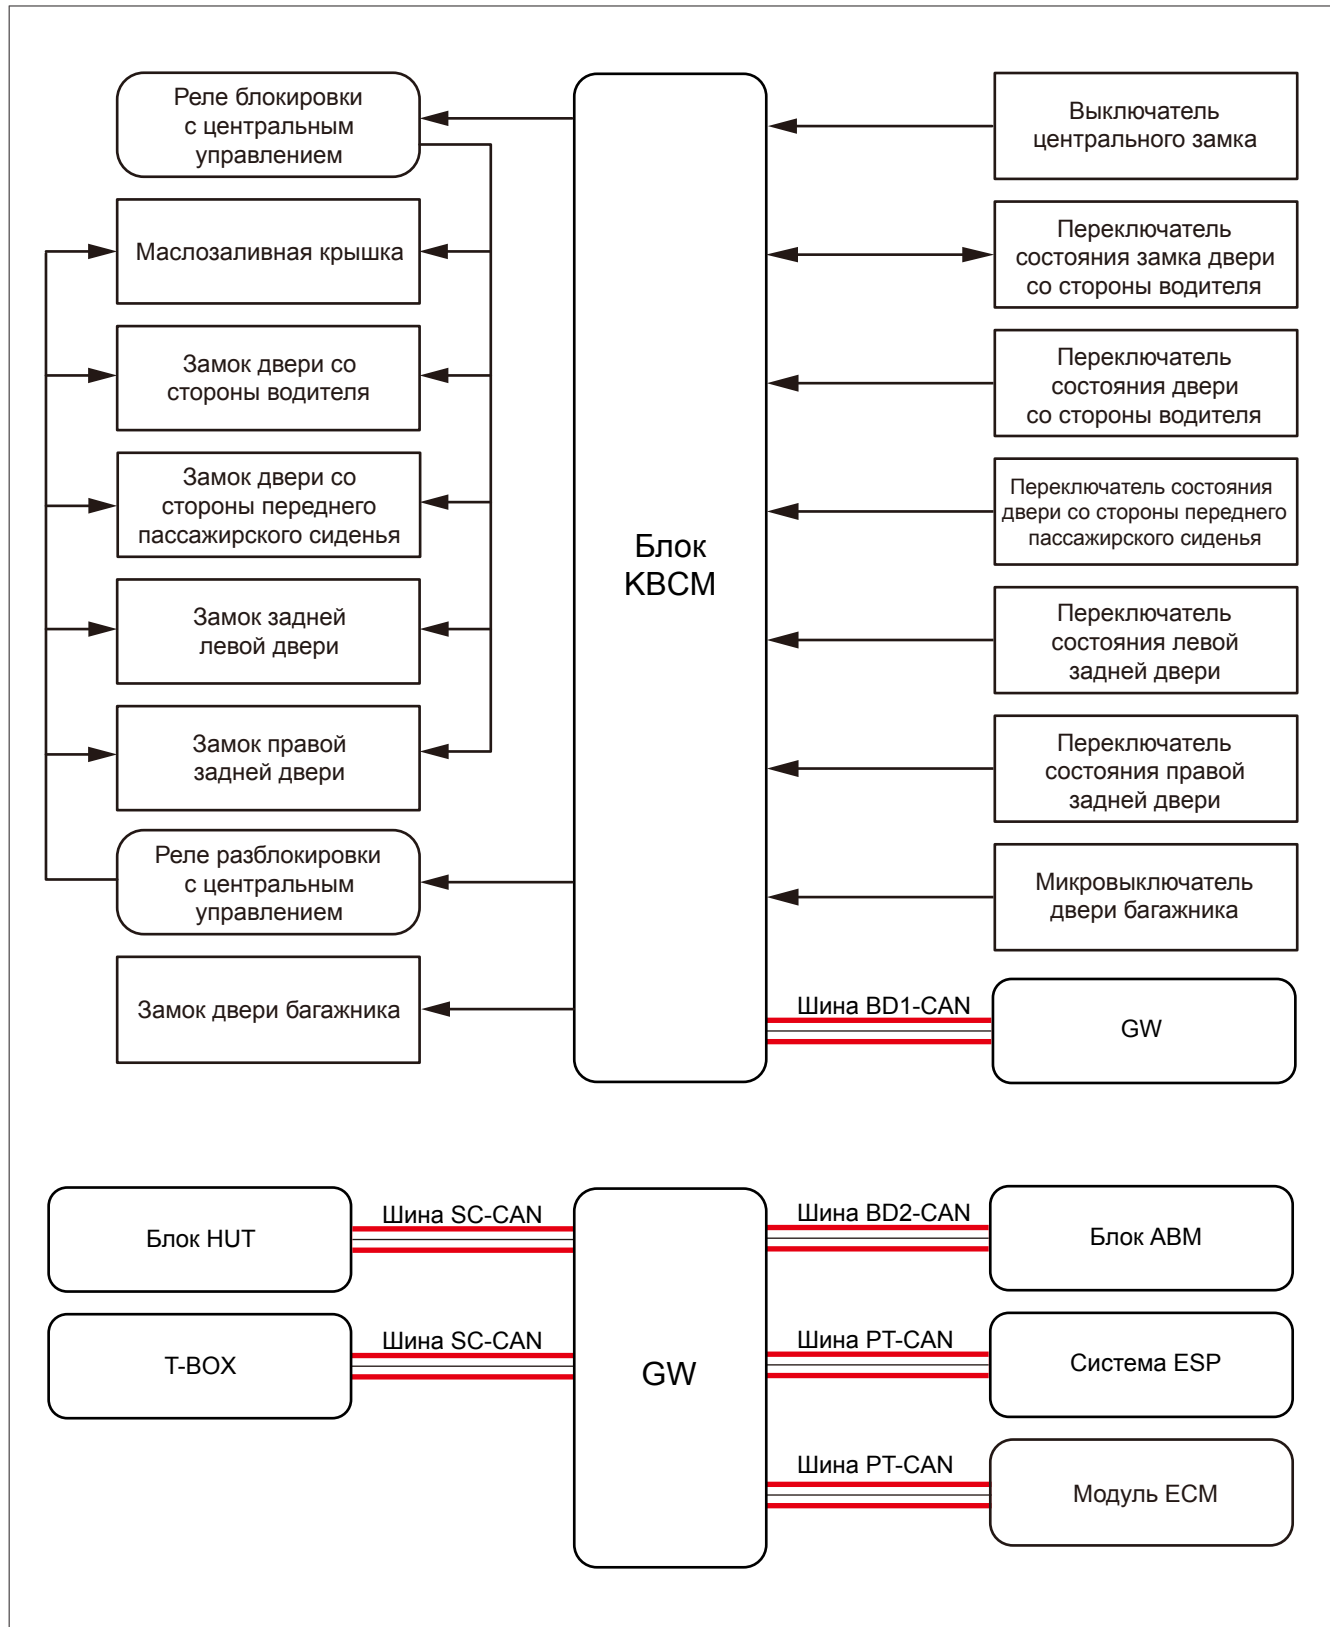 Реле блокировки
с центральным
управлением
Маслозаливная крышка
Замок двери со
стороны водителя
Замок двери со
стороны переднего
пассажирского сиденья
Замок задней
левой двери
Замок правой
задней двери
Реле разблокировки
с центральным
управлением
Замок двери багажника
Блок
KBCM
Выключатель
центрального замка
Переключатель
состояния замка двери
со стороны водителя
Переключатель
состояния двери
со стороны водителя
Переключатель состояния
двери со стороны переднего
пассажирского сиденья
Переключатель
состояния левой
задней двери
Переключатель
состояния правой
задней двери
Микровыключатель
двери багажника
Шина BD1-CAN
GW
Блок HUT
Шина SC-CAN
T-BOX
Шина SC-CAN
GW
Шина BD2-CAN
Блок ABM
Шина PT-CAN
Система ESP
Шина PT-CAN
Модуль ECM